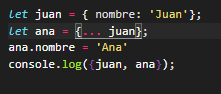 let juan = { nombre: 'Juan'};
let ana = {... juan};
ana.nombre = 'Ana'
console.log({juan, ana});